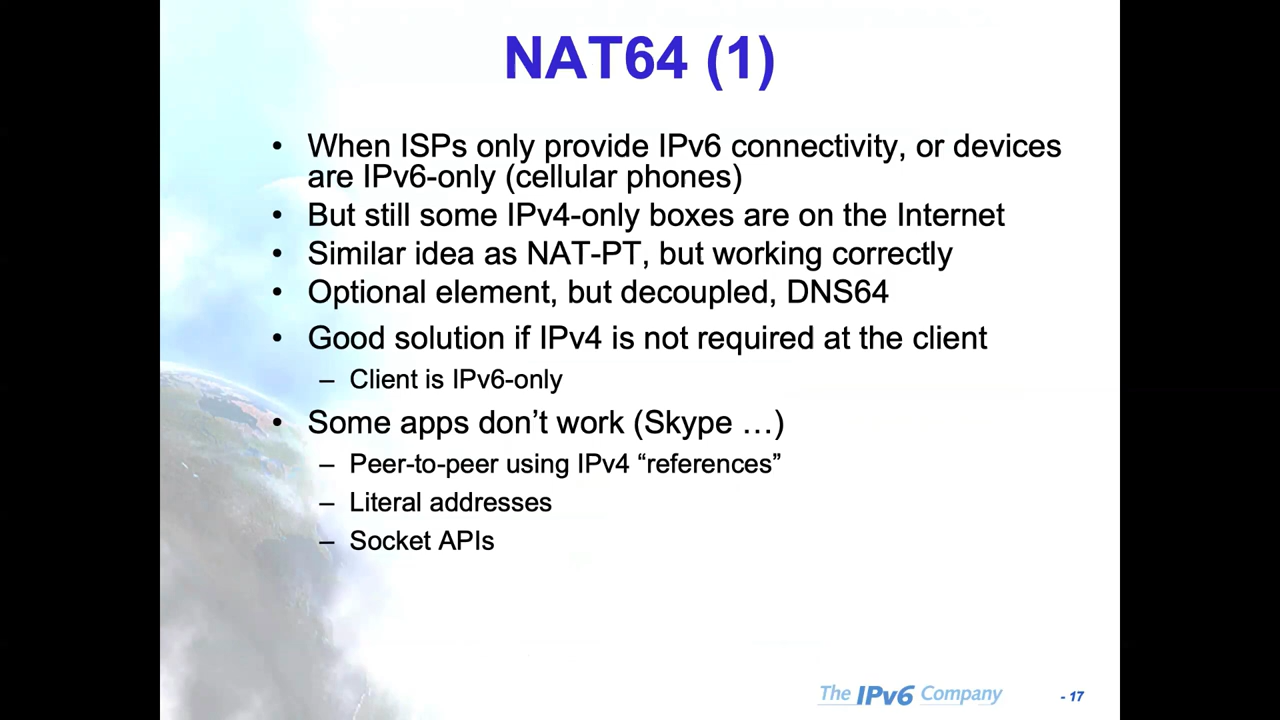 NAT64 (1)
• When ISPs only provide IPv6 connectivity, or devices
are IPv6-only (cellular phones)
• But still some IPv4-only boxes are on the Internet
• Similar idea as NAT-PT, but working correctly
• Optional element, but decoupled, DNS64
• Good solution if IPv4 is not required at the client
– Client is IPv6-only
• Some apps don’t work (Skype …)
– Peer-to-peer using IPv4 “references”
– Literal addresses
– Socket APIs
The IPv6 Company
- 17